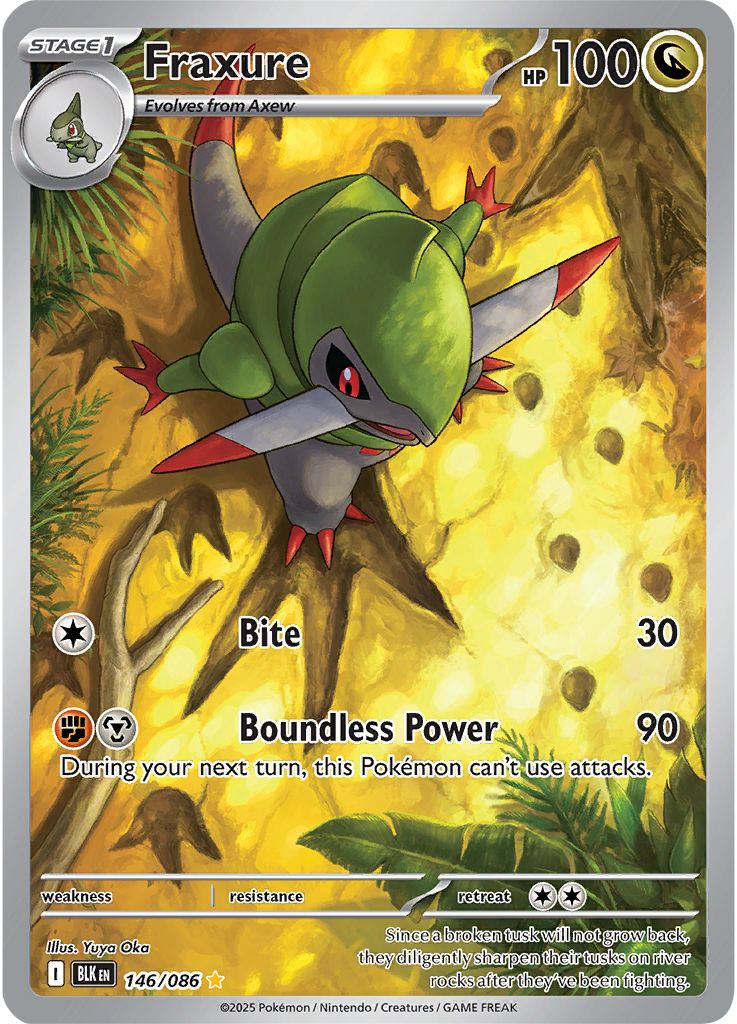 STAGE1
Fraxure
HP 100
Evolves from Axew
Bite 30
Boundless Power 90
During your next turn, this Pokémon can't use attacks.
weakness resistance retreat
Illus. Yuya Oka
Since a broken tusk will not grow back,
they diligently sharpen their tusks on river
rocks after they've been fighting.
I BLK EN 146/086
©2025 Pokémon / Nintendo / Creatures / GAME FREAK